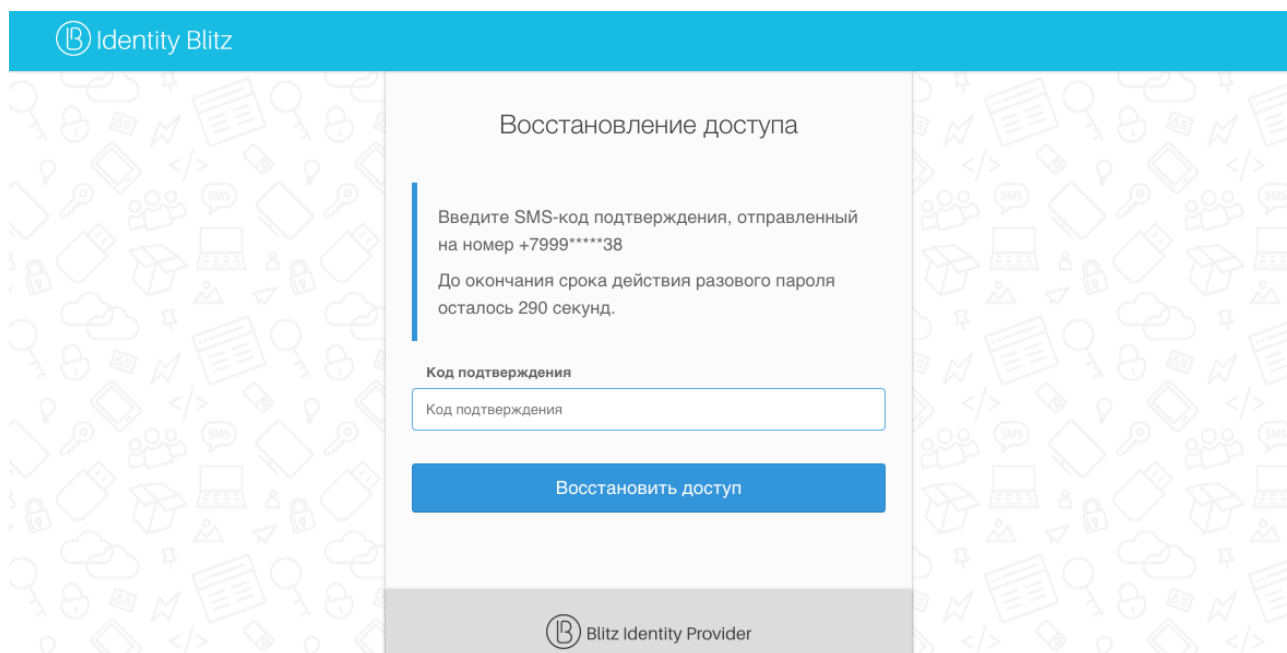 Identity Blitz
Восстановление доступа
Введите SMS-код подтверждения, отправленный
на номер +7999*****38
До окончания срока действия разового пароля
осталось 290 секунд.
Код подтверждения
Код подтверждения
Восстановить доступ
Blitz Identity Provider